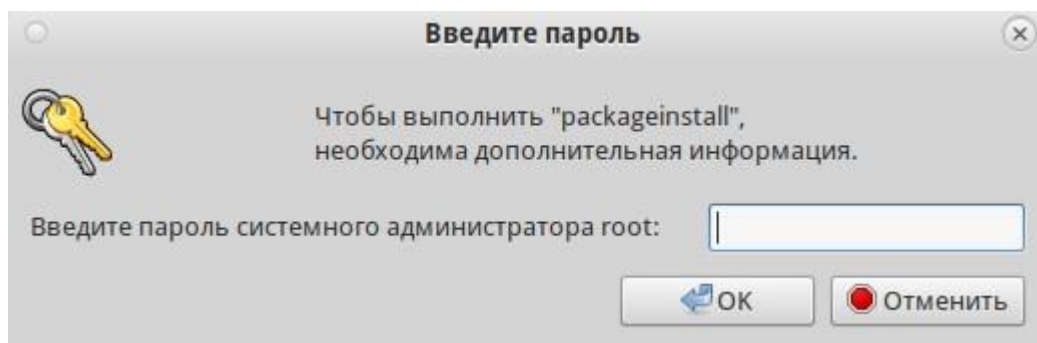 Введите пароль
Чтобы выполнить "packageinstall",
необходима дополнительная информация.
Введите пароль системного администратора root:
OK
Отменить